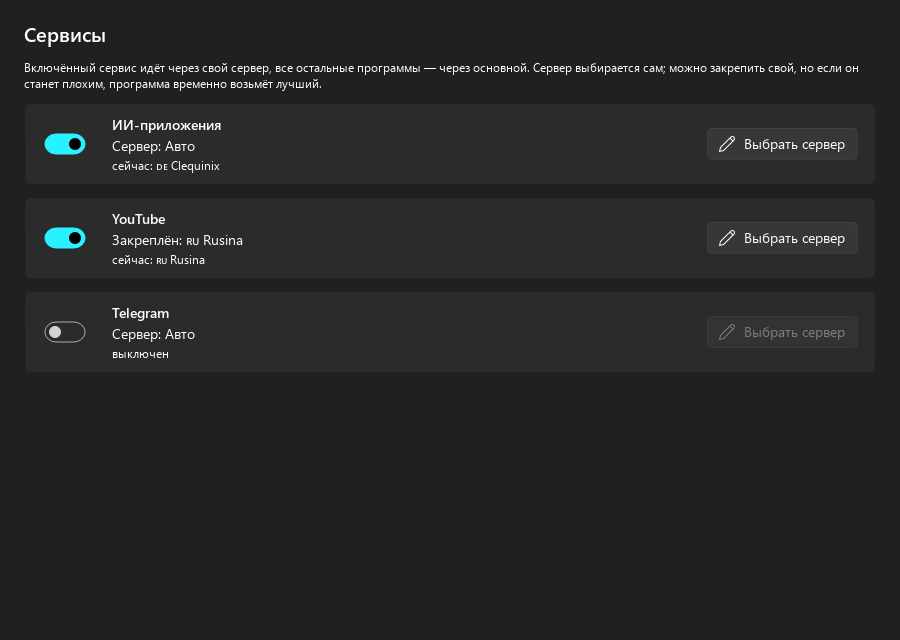 Сервисы
Включённый сервис идёт через свой сервер, все остальные программы — через основной. Сервер выбирается сам; можно закрепить свой, но если он
станет плохим, программа временно возьмёт лучший.
ИИ-приложения
Сервер: Авто
сейчас: DE Clequinix
Выбрать сервер
YouTube
Закреплён: RU Rusina
сейчас: RU Rusina
Выбрать сервер
Telegram
Сервер: Авто
выключен
Выбрать сервер